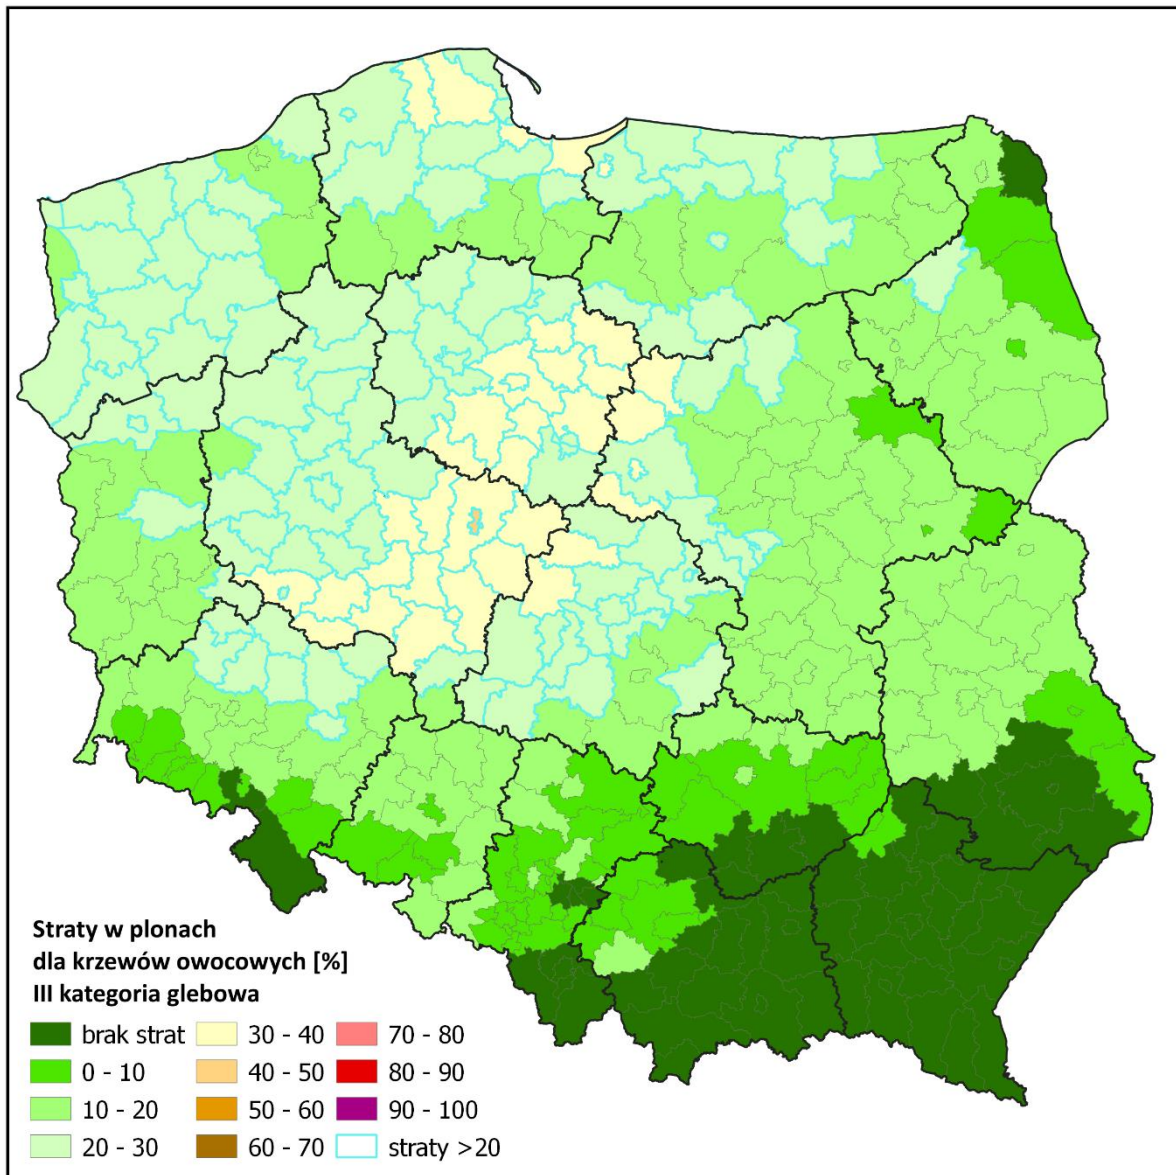 Straty w plonach
dla krzewów owocowych [%]
III kategoria glebowa
brak strat
0 - 10
10 - 20
20 - 30
30 - 40
40 - 50
50 - 60
60 - 70
70 - 80
80 - 90
90 - 100
straty >20